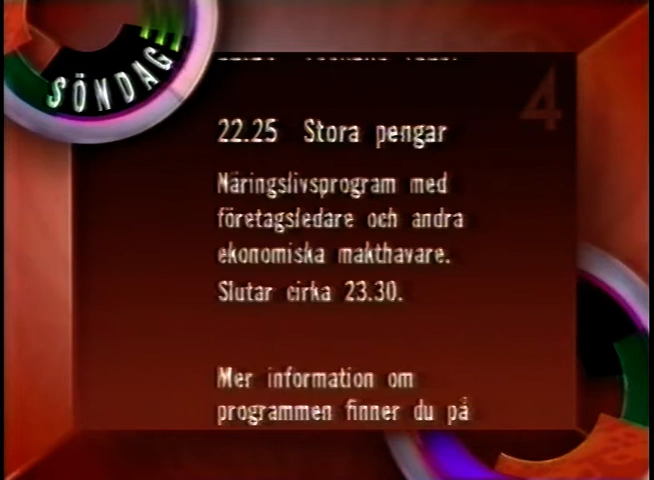 SÖNDAG
4
22.25 Stora pengar
Näringslivsprogram med
företagsledare och andra
ekonomiska makthavare.
Slutar cirka 23.30.
Mer information om
programmen finner du på